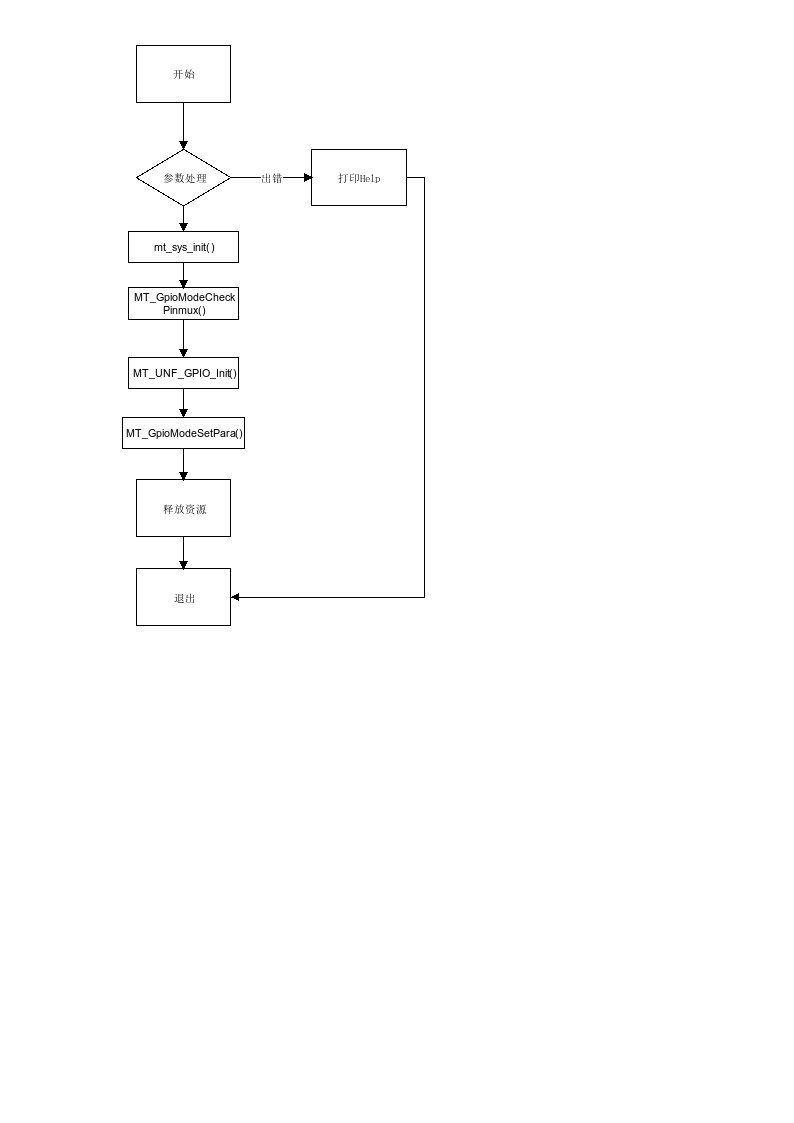 开始
参数处理
出错
打印Help
mt_sys_init()
MT_GpioModeCheck
Pinmux()
MT_UNF_GPIO_Init()
MT_GpioModeSetPara()
释放资源
退出